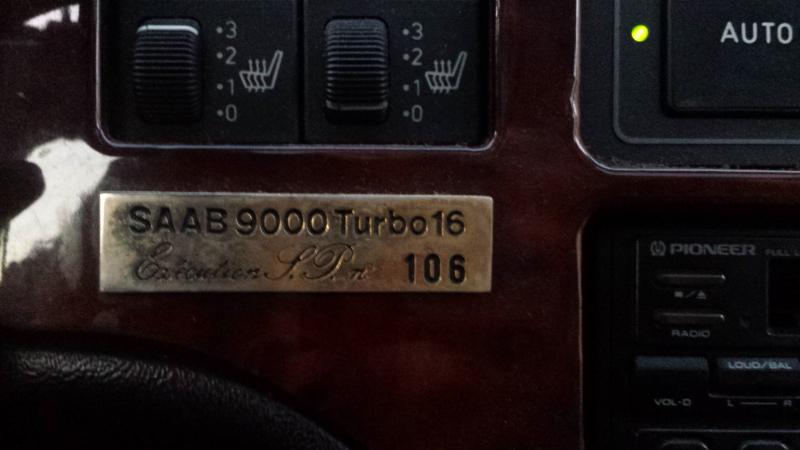 •3
•2
•1
•0
•3
•2
•1
•0
AUTO
SAAB 9000 Turbo16
Exécution S.P. n° 106
PIONEER
FULL L
■/▲
RADIO
LOUD/BAL
VOL-D
L — R